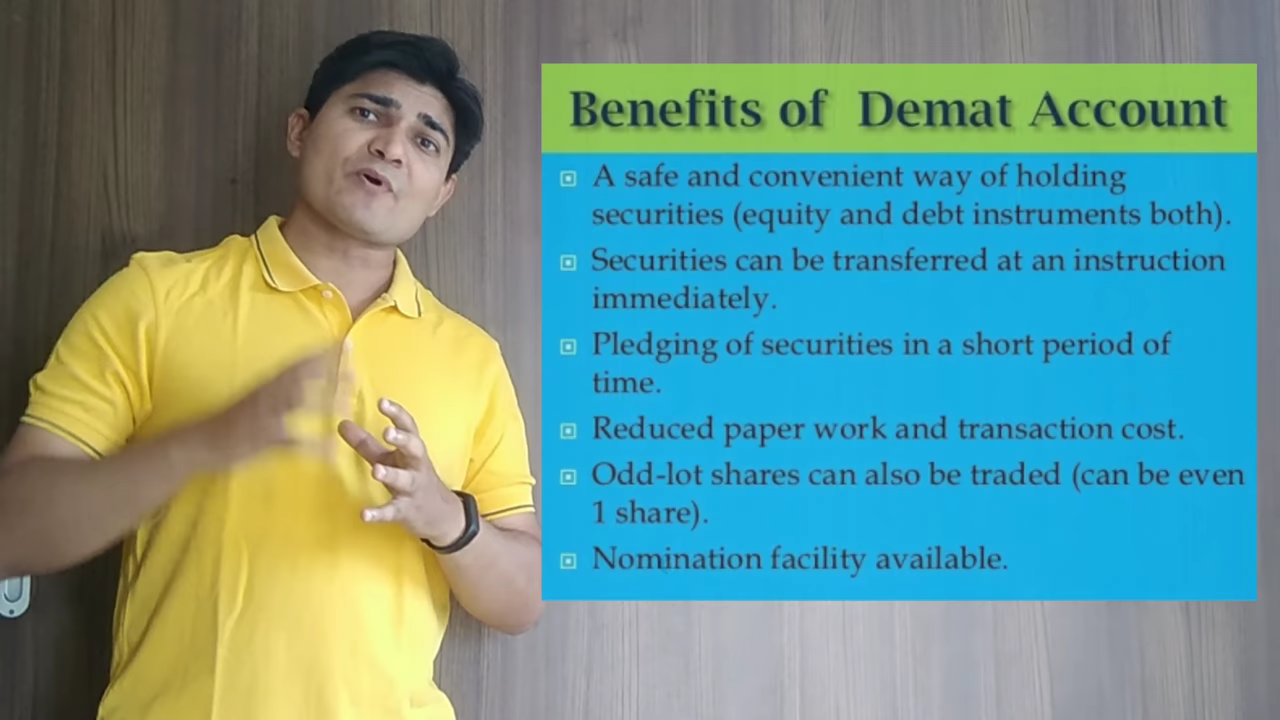 Benefits of Demat Account
A safe and convenient way of holding
securities (equity and debt instruments both).
Securities can be transferred at an instruction
immediately.
Pledging of securities in a short period of
time.
Reduced paper work and transaction cost.
Odd-lot shares can also be traded (can be even
1 share).
Nomination facility available.